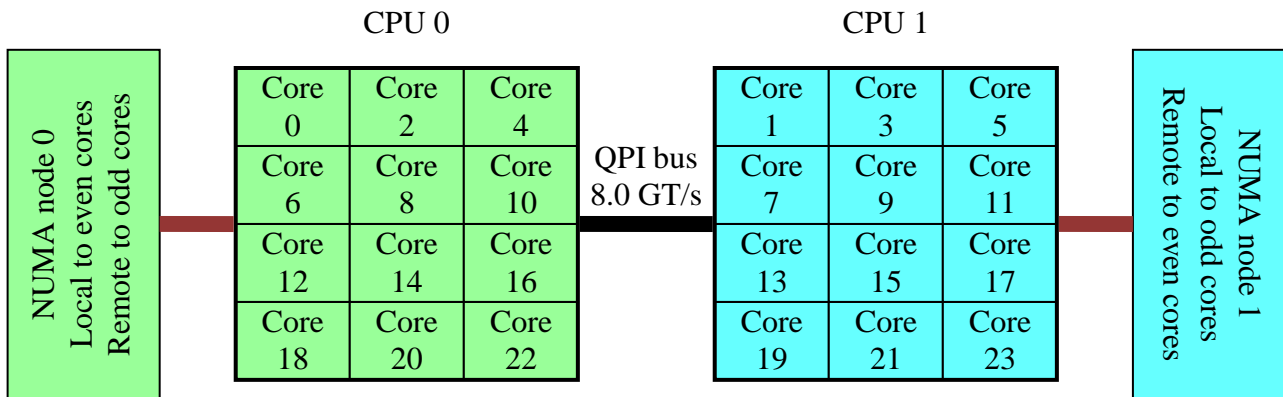 CPU 0
CPU 1
NUMA node 0
Local to even cores
Remote to odd cores
Core
0
Core
2
Core
4
Core
6
Core
8
Core
10
Core
12
Core
14
Core
16
Core
18
Core
20
Core
22
QPI bus
8.0 GT/s
Core
1
Core
3
Core
5
Core
7
Core
9
Core
11
Core
13
Core
15
Core
17
Core
19
Core
21
Core
23
NUMA node 1
Local to odd cores
Remote to even cores